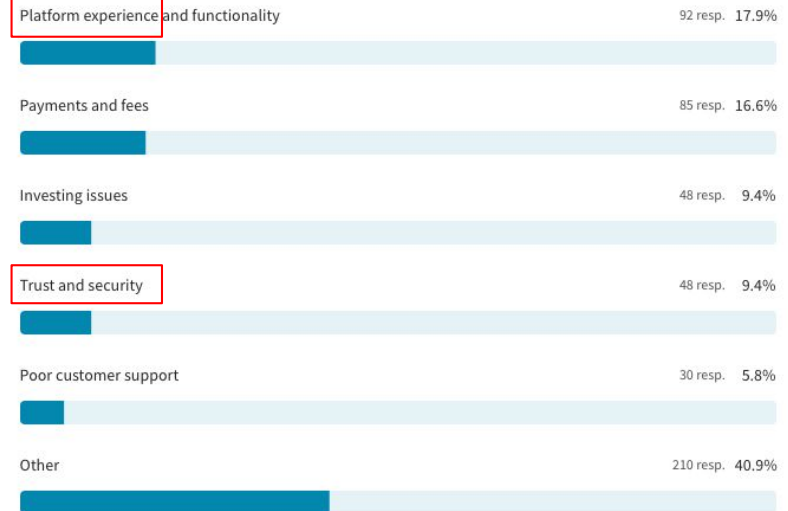 Platform experience and functionality 92 resp. 17.9%
Payments and fees 85 resp. 16.6%
Investing issues 48 resp. 9.4%
Trust and security 48 resp. 9.4%
Poor customer support 30 resp. 5.8%
Other 210 resp. 40.9%